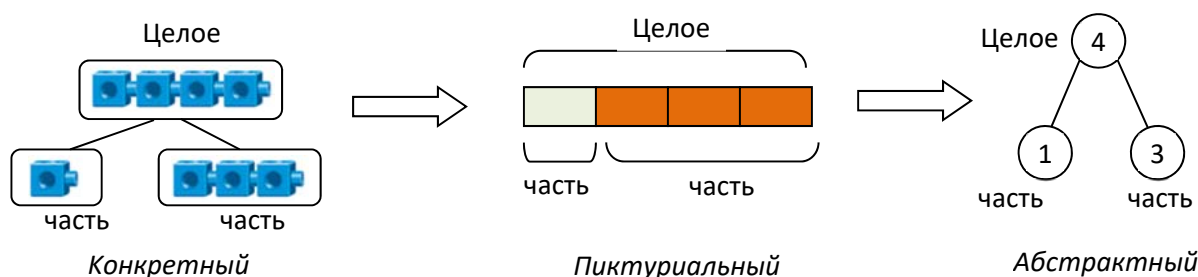 Целое
часть
часть
Конкретный
Целое
часть
часть
Пиктуриальный
Целое
4
1
3
часть
часть
Абстрактный